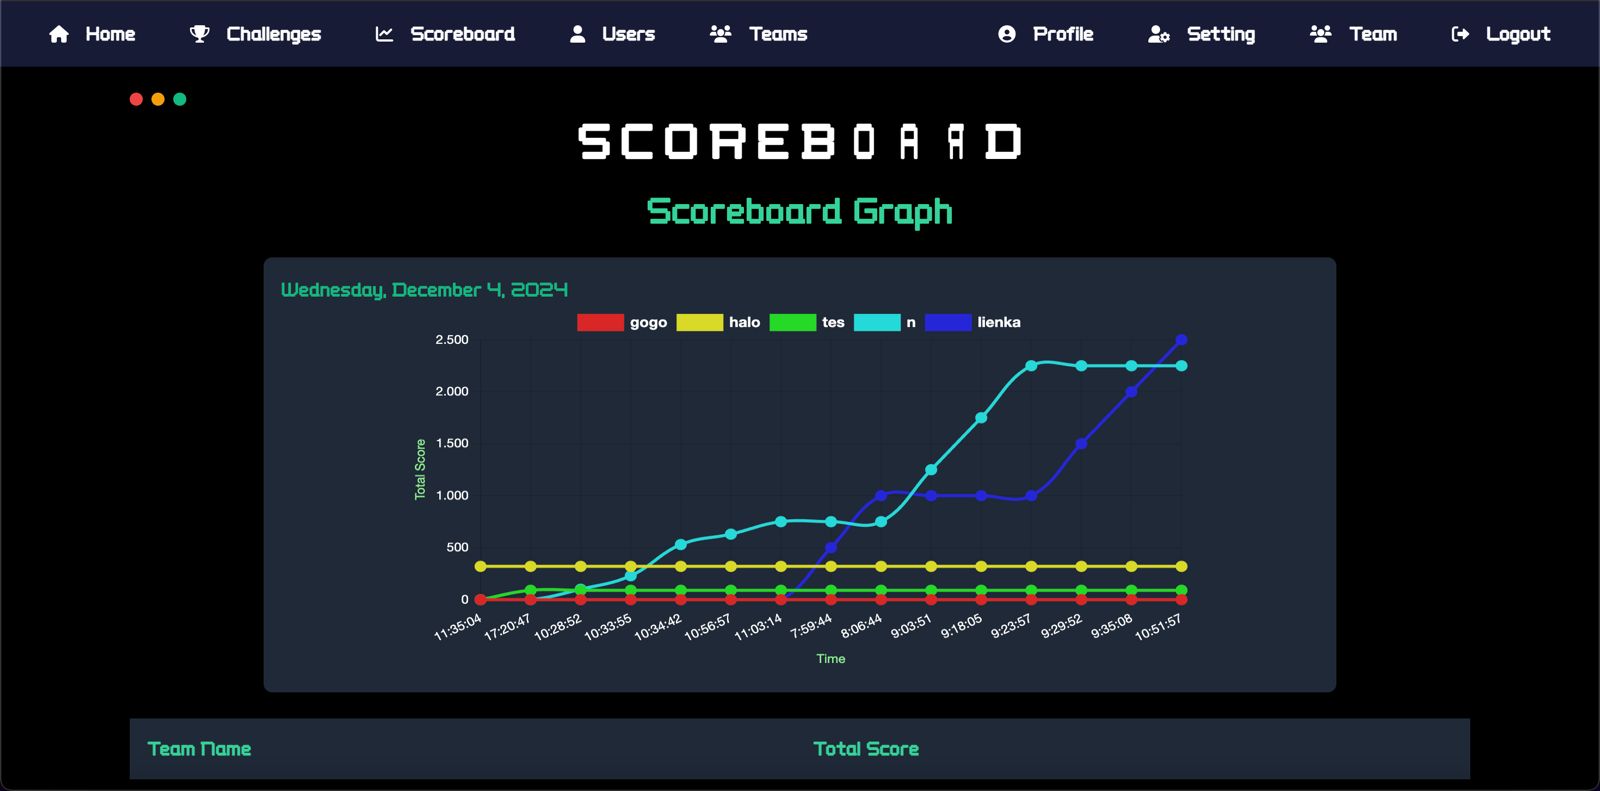 Home Challenges Scoreboard Users Teams Profile Setting Team Logout
SCOREBOAAD
Scoreboard Graph
Wednesday, December 4, 2024
gogo halo tes n lienka
2.500
2.000
1.500
1.000
500
0
Total Score
11:35:04 17:20:47 10:28:52 10:33:55 10:34:42 10:56:57 11:03:14 7:59:44 8:06:44 9:03:51 9:18:05 9:23:57 9:29:52 9:35:08 10:51:57
Time
Team Name Total Score